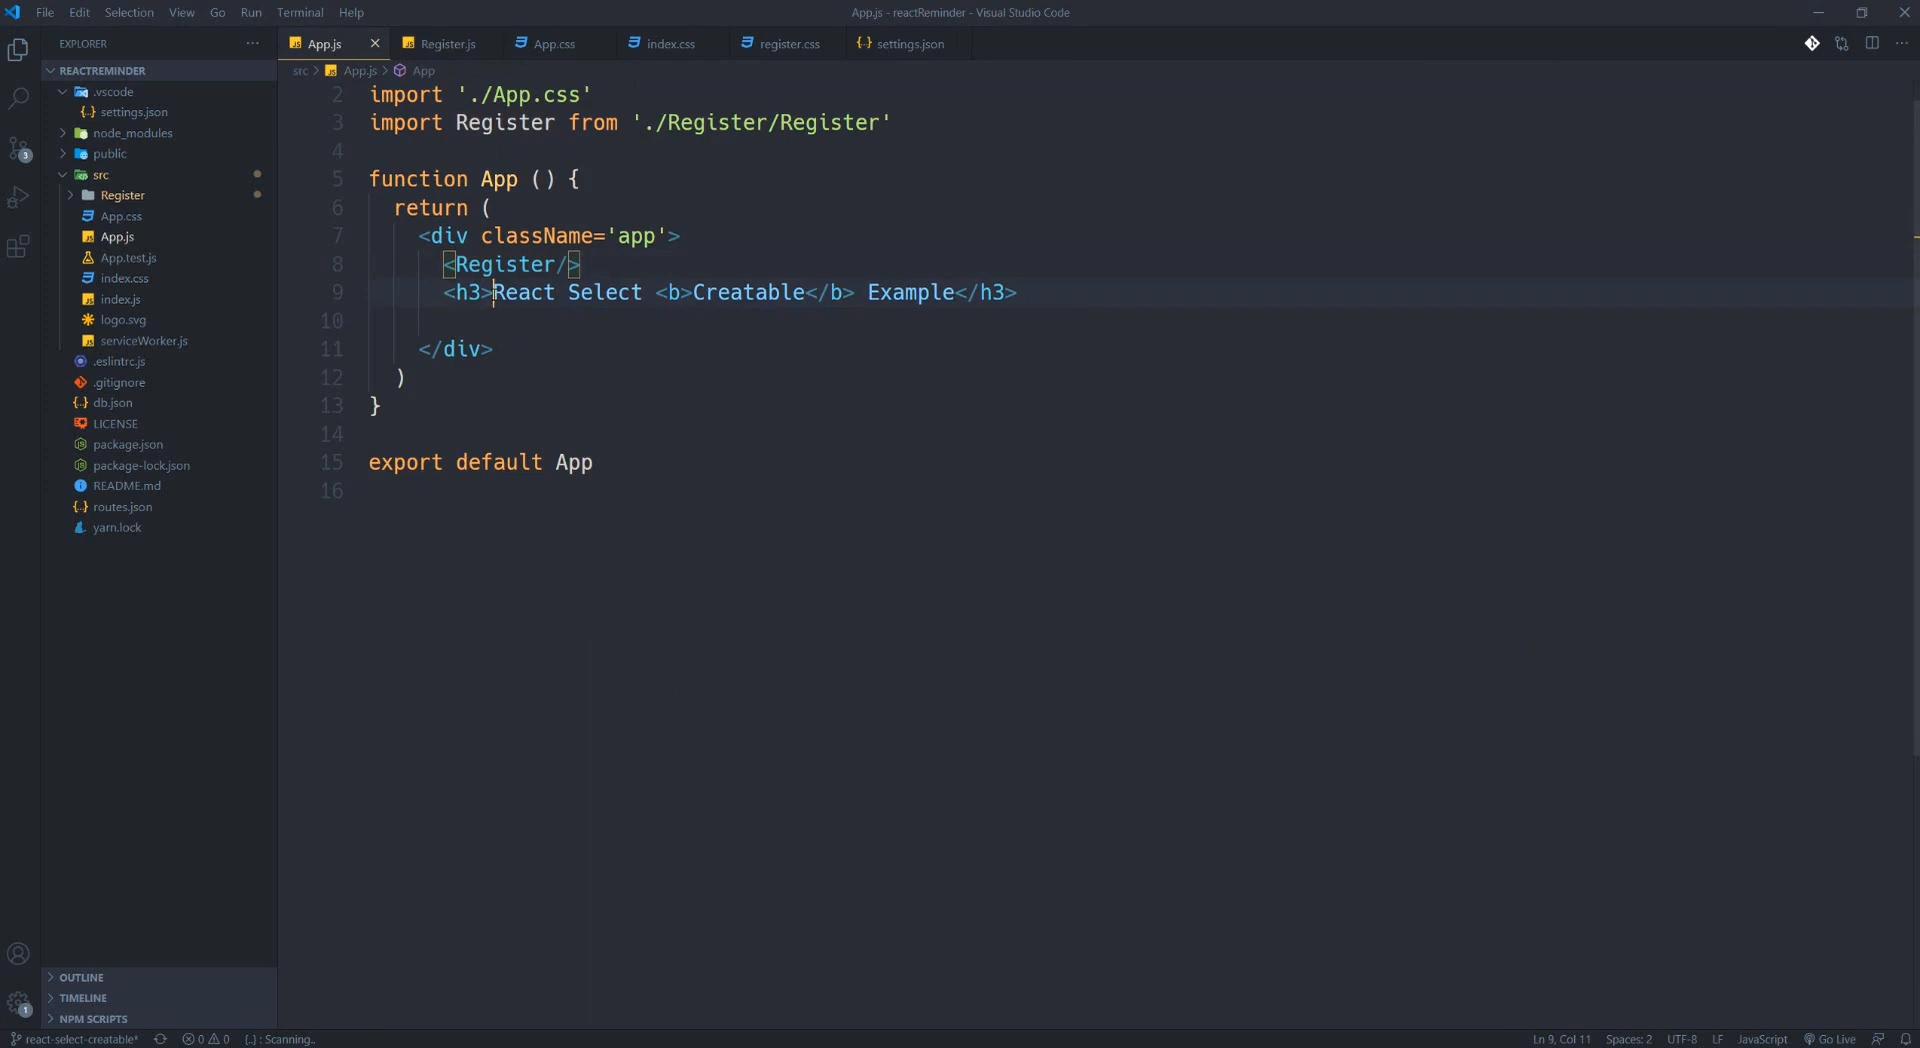 File Edit Selection View Go Run Terminal Help
App.js - reactReminder - Visual Studio Code
EXPLORER
REACTREMINDER
.vscode
settings.json
node_modules
public
src
Register
App.css
App.js
App.test.js
index.css
index.js
logo.svg
serviceWorker.js
.eslintrc.js
.gitignore
db.json
LICENSE
package.json
package-lock.json
README.md
routes.json
yarn.lock
OUTLINE
TIMELINE
NPM SCRIPTS
3
1
App.js Register.js App.css index.css register.css settings.json
src > App.js > App
2 import './App.css'
3 import Register from './Register/Register'
4
5 function App () {
6 return (
7 <div className='app'>
8 <Register/>
9 <h3>React Select <b>Creatable</b> Example</h3>
10
11 </div>
12 )
13 }
14
15 export default App
16
react-select-creatable* 0 0 {..} : Scanning.. Ln 9, Col 11 Spaces: 2 UTF-8 LF JavaScript Go Live